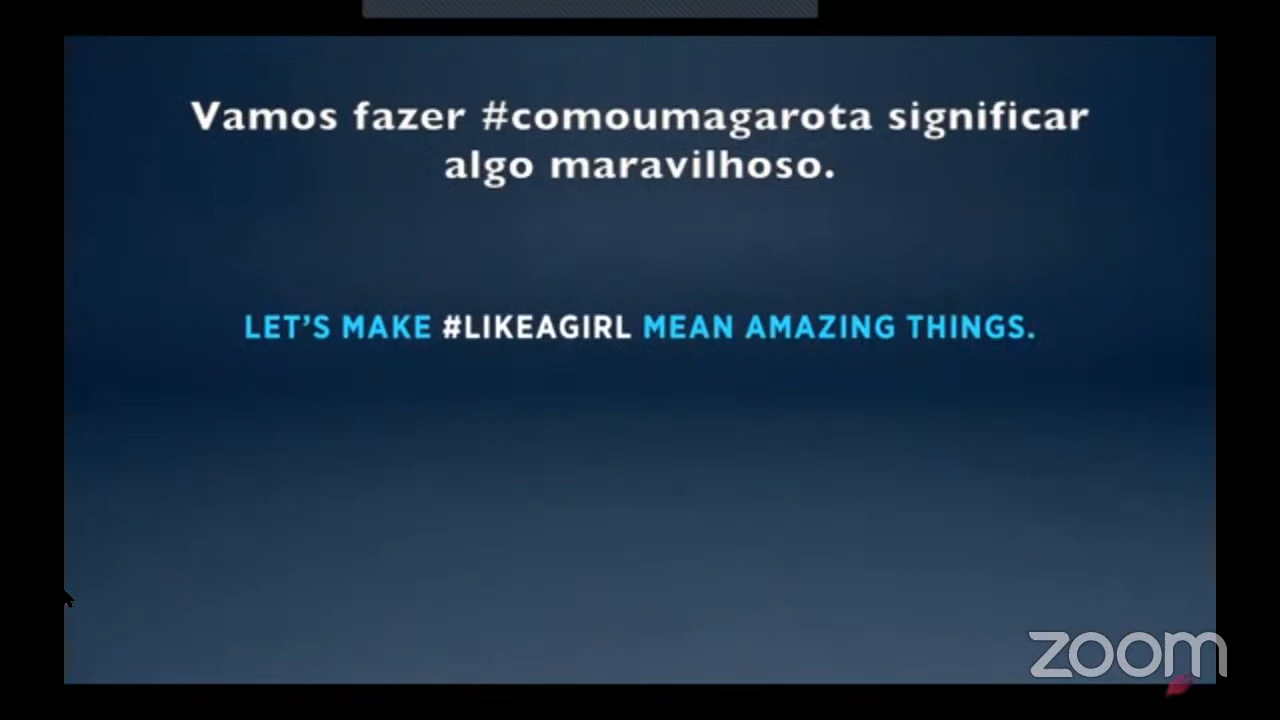 Vamos fazer #comoumagarota significar
algo maravilhoso.
LET'S MAKE #LIKEAGIRL MEAN AMAZING THINGS.
zoom